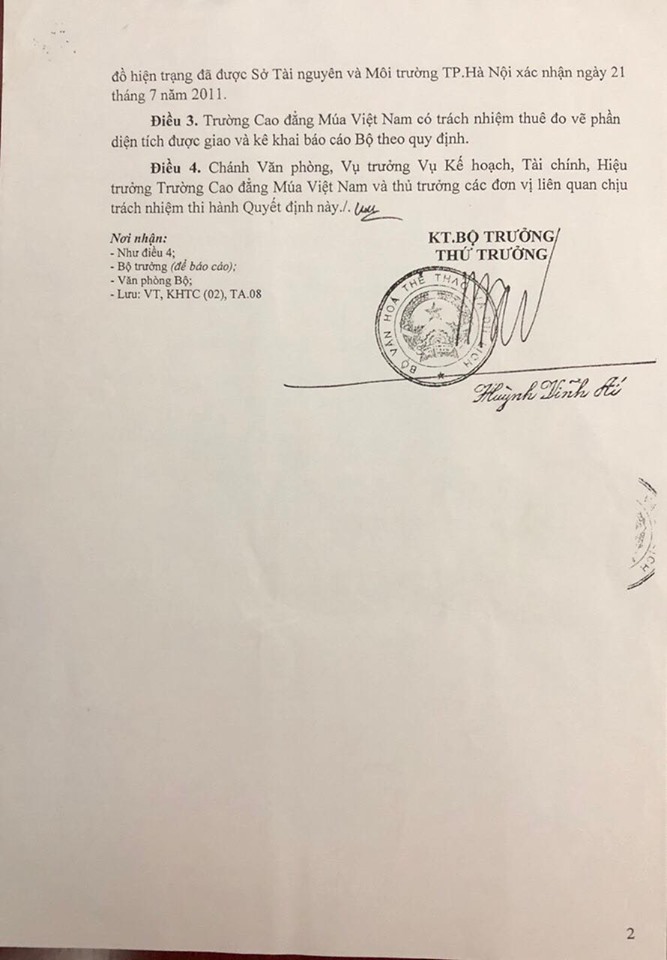 đồ hiện trạng đã được Sở Tài nguyên và Môi trường TP.Hà Nội xác nhận ngày 21
tháng 7 năm 2011.
Điều 3. Trường Cao đẳng Múa Việt Nam có trách nhiệm thuê đo vẽ phần
diện tích được giao và kê khai báo cáo Bộ theo quy định.
Điều 4. Chánh Văn phòng, Vụ trưởng Vụ Kế hoạch, Tài chính, Hiệu
trưởng Trường Cao đẳng Múa Việt Nam và thủ trưởng các đơn vị liên quan chịu
trách nhiệm thi hành Quyết định này./.
Nơi nhận:
- Như điều 4;
- Bộ trưởng (để báo cáo);
- Văn phòng Bộ;
- Lưu: VT, KHTC (02), TA.08
KT.BỘ TRƯỞNG
THỨ TRƯỞNG
BỘ VĂN HOÁ THỂ THAO VÀ DU LỊCH
Huỳnh Vĩnh Ái
ỊCH
2